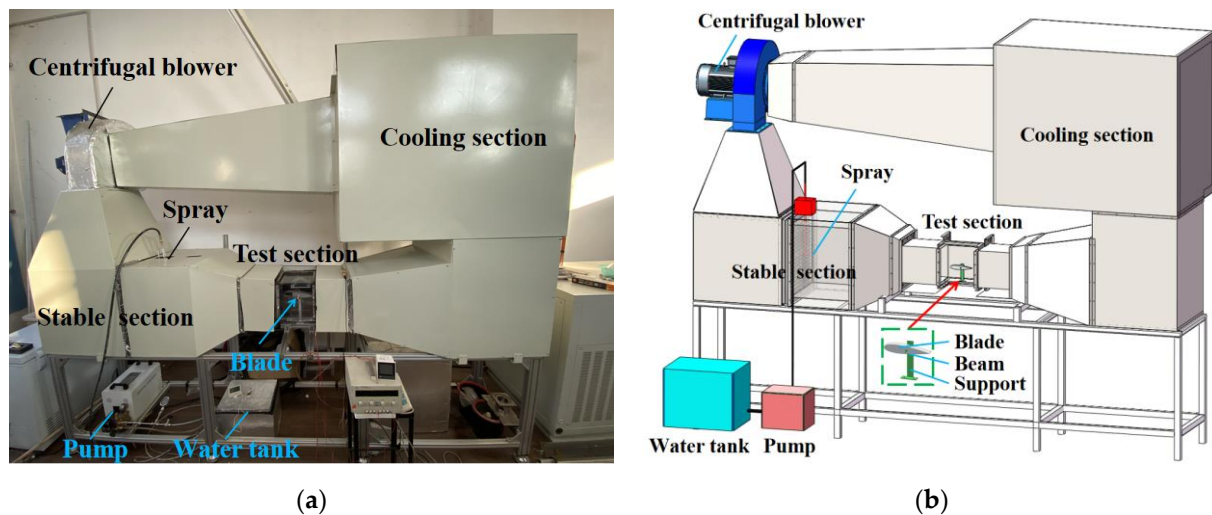 Centrifugal blower
Cooling section
Spray
Test section
Stable section
Blade
Pump
Water tank
(a)
Centrifugal blower
Cooling section
Spray
Test section
Stable section
Blade
Beam
Support
Water tank
Pump
(b)